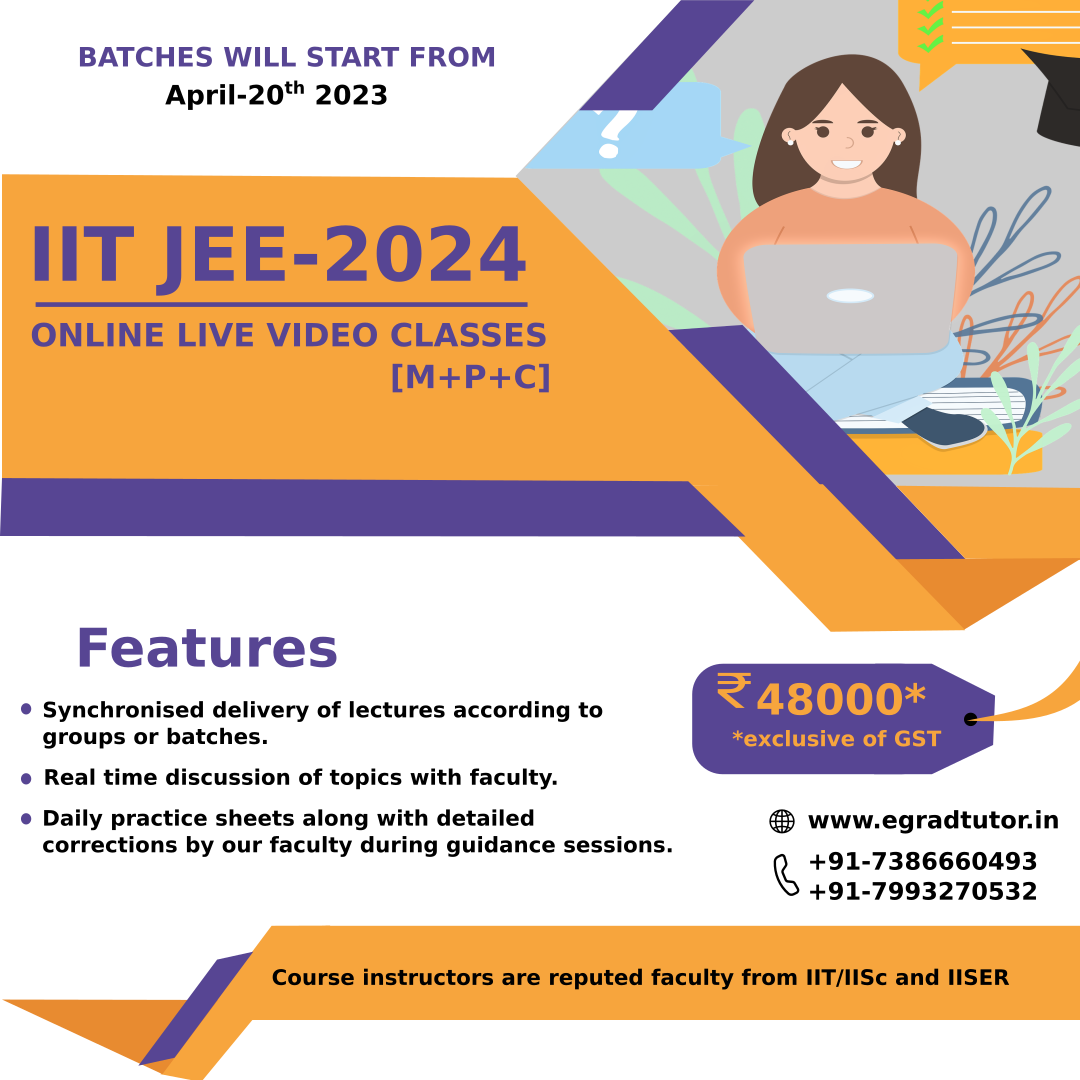 BATCHES WILL START FROM
April-20th 2023
?
IIT JEE-2024
ONLINE LIVE VIDEO CLASSES
[M+P+C]
Features
• Synchronised delivery of lectures according to
groups or batches.
• Real time discussion of topics with faculty.
• Daily practice sheets along with detailed
corrections by our faculty during guidance sessions.
₹48000*
*exclusive of GST
www.egradtutor.in
+91-7386660493
+91-7993270532
Course instructors are reputed faculty from IIT/IISc and IISER